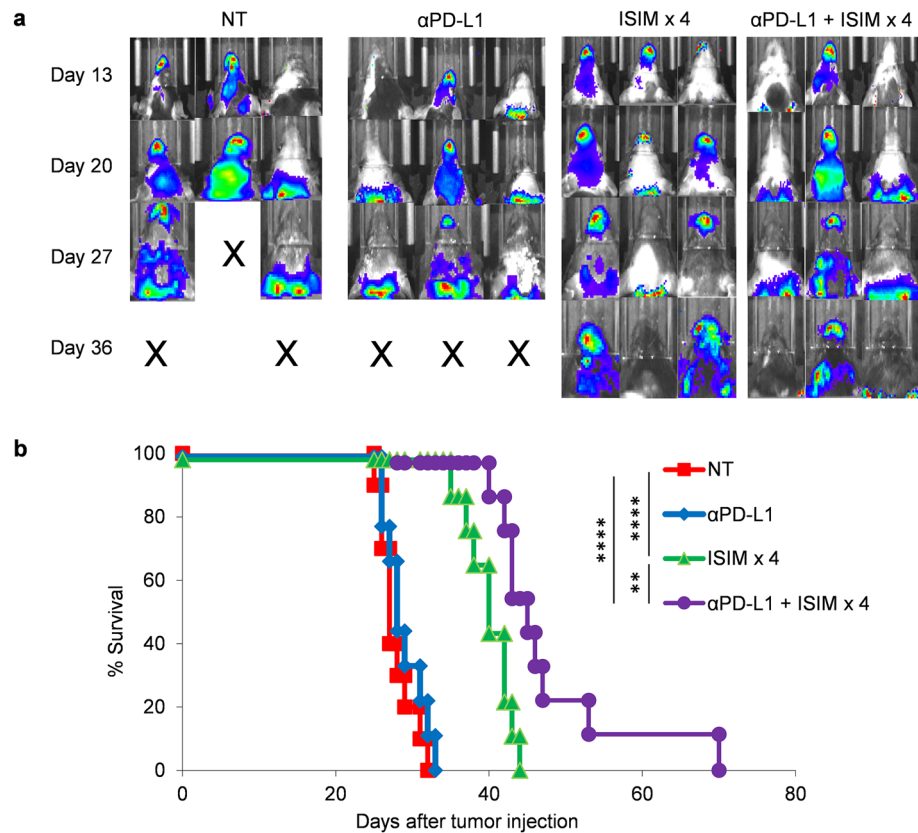 a
NT
αPD-L1
ISIM x 4
αPD-L1 + ISIM x 4
Day 13
Day 20
Day 27
X
Day 36
X X X X X
b
100
80
60
40
20
0
% Survival
0 20 40 60 80
Days after tumor injection
NT
αPD-L1
ISIM x 4
αPD-L1 + ISIM x 4
****
****
**